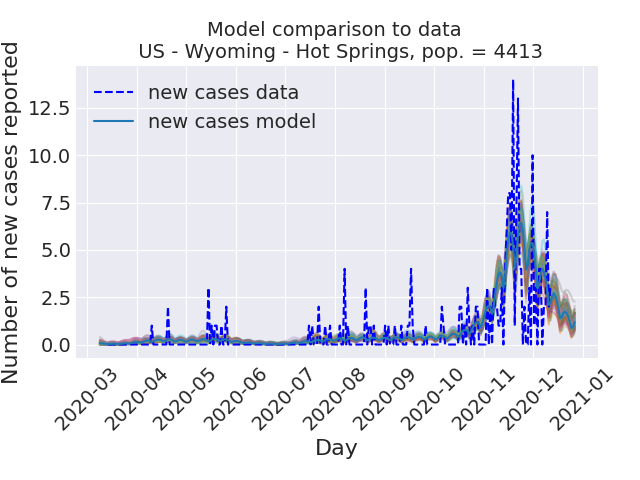 Model comparison to data
US - Wyoming - Hot Springs, pop. = 4413
Number of new cases reported
12.5
10.0
7.5
5.0
2.5
0.0
new cases data
new cases model
2020-03
2020-04
2020-05
2020-06
2020-07
2020-08
2020-09
2020-10
2020-11
2020-12
2021-01
Day